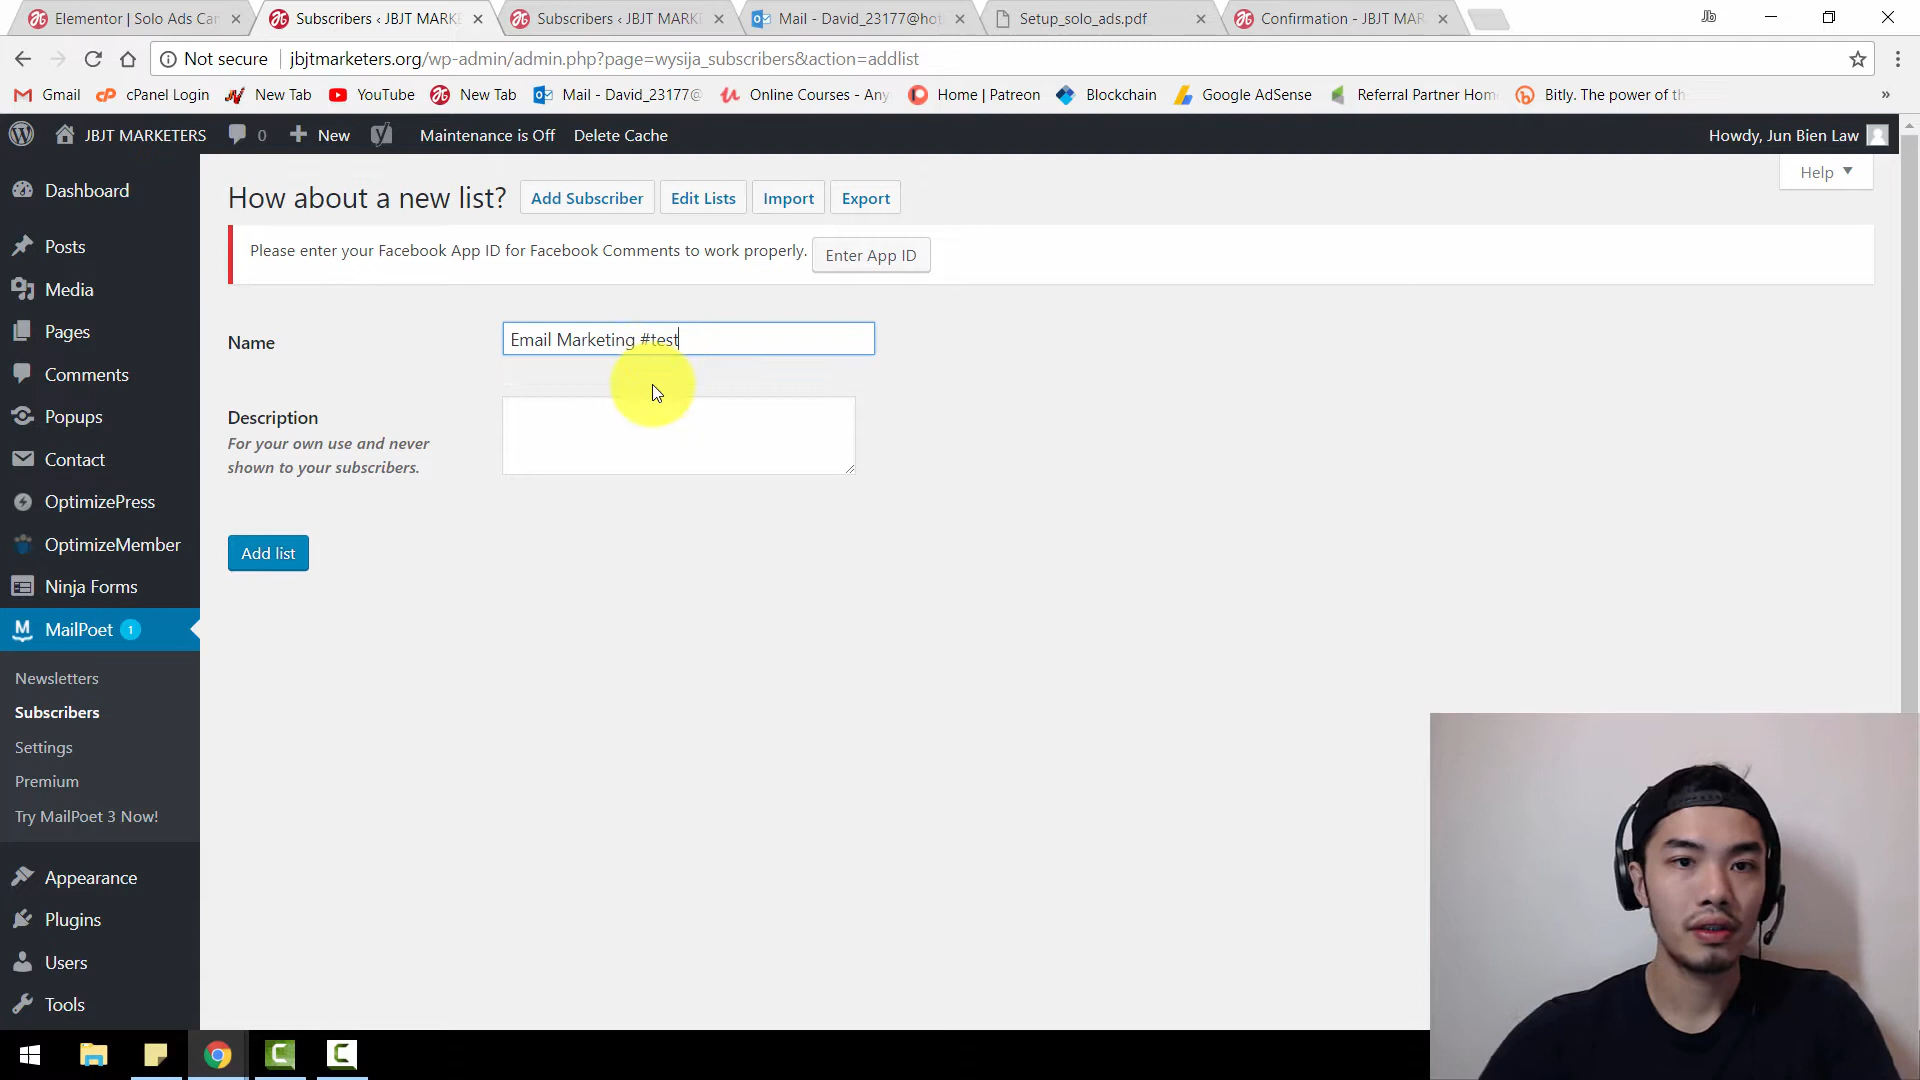 Elementor | Solo Ads Ca
Subscribers ‹ JBJT MARKE
Subscribers ‹ JBJT MARKE
Mail - David_23177@hot
Setup_solo_ads.pdf
Confirmation - JBJT MAR
Jb
Not secure
jbjtmarketers.org/wp-admin/admin.php?page=wysija_subscribers&action=addlist
Gmail
cPanel Login
New Tab
YouTube
New Tab
Mail - David_23177@
Online Courses - Any
Home | Patreon
Blockchain
Google AdSense
Referral Partner Hom
Bitly. The power of th
»
JBJT MARKETERS
0
New
Maintenance is Off
Delete Cache
Howdy, Jun Bien Law
Dashboard
Posts
Media
Pages
Comments
Popups
Contact
OptimizePress
OptimizeMember
Ninja Forms
MailPoet 1
Newsletters
Subscribers
Settings
Premium
Try MailPoet 3 Now!
Appearance
Plugins
Users
Tools
Help
How about a new list?
Add Subscriber
Edit Lists
Import
Export
Please enter your Facebook App ID for Facebook Comments to work properly.
Enter App ID
Name
Email Marketing #test
Description
For your own use and never
shown to your subscribers.
Add list